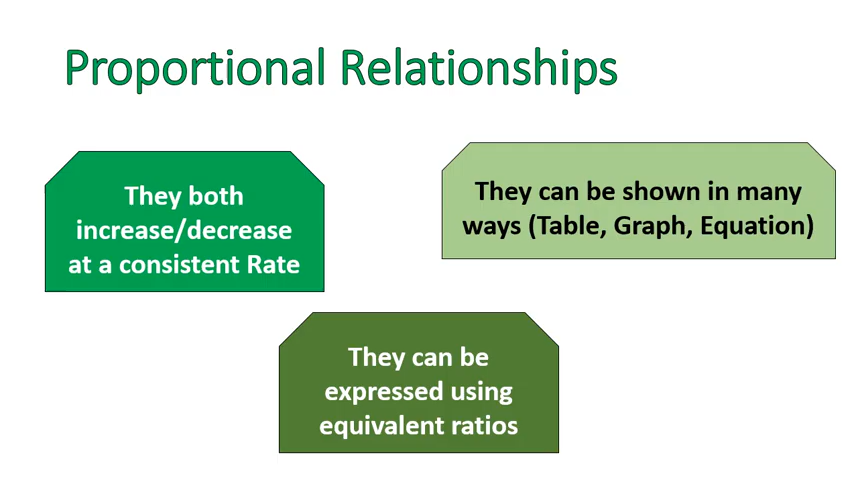 Proportional Relationships
They both
increase/decrease
at a consistent Rate
They can be shown in many
ways (Table, Graph, Equation)
They can be
expressed using
equivalent ratios